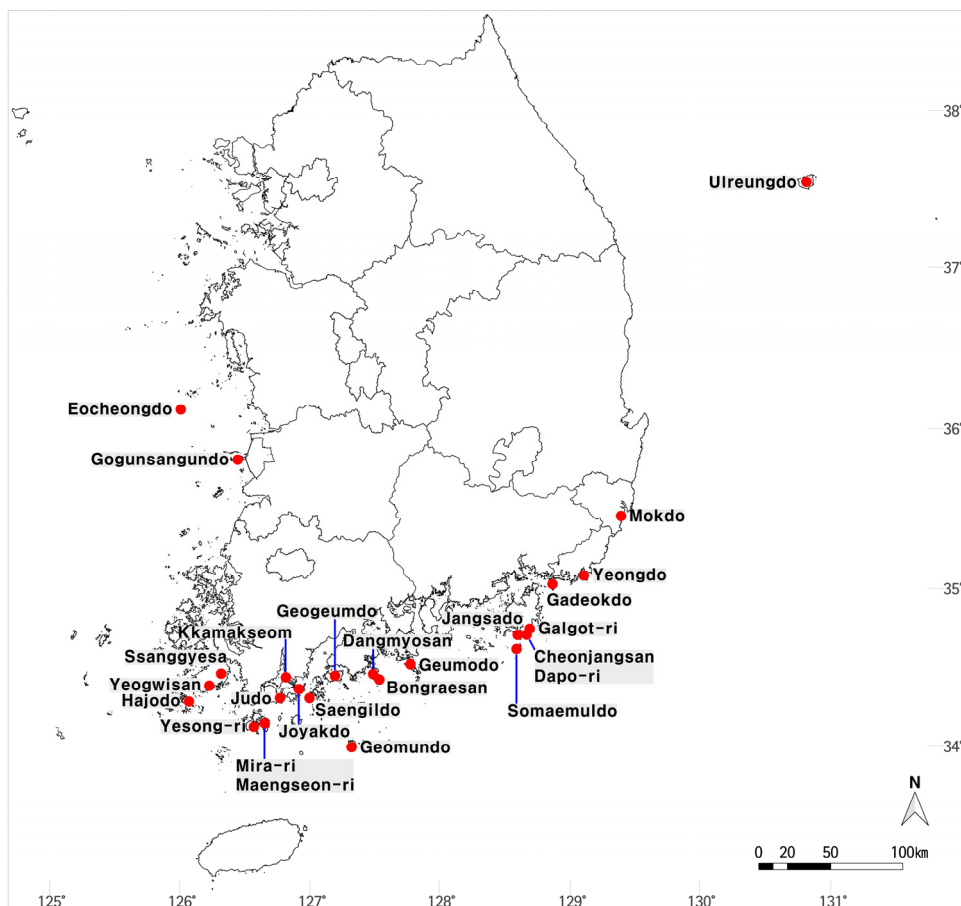 38°
Ulreungdo
37°
Eocheongdo
36°
Gogunsangundo
Mokdo
Yeongdo
35°
Gadeokdo
Geogeumdo
Jangsado
Galgot-ri
Kkamakseom
Dangmyosan
Cheonjangsan
Dapo-ri
Ssanggyesa
Geumodo
Yeogwisan
Bongraesan
Hajodo
Judo
Saengildo
Somaemuldo
Yesong-ri
Joyakdo
Geomundo
34°
Mira-ri
Maengseon-ri
N
0 20 50 100km
125° 126° 127° 128° 129° 130° 131°